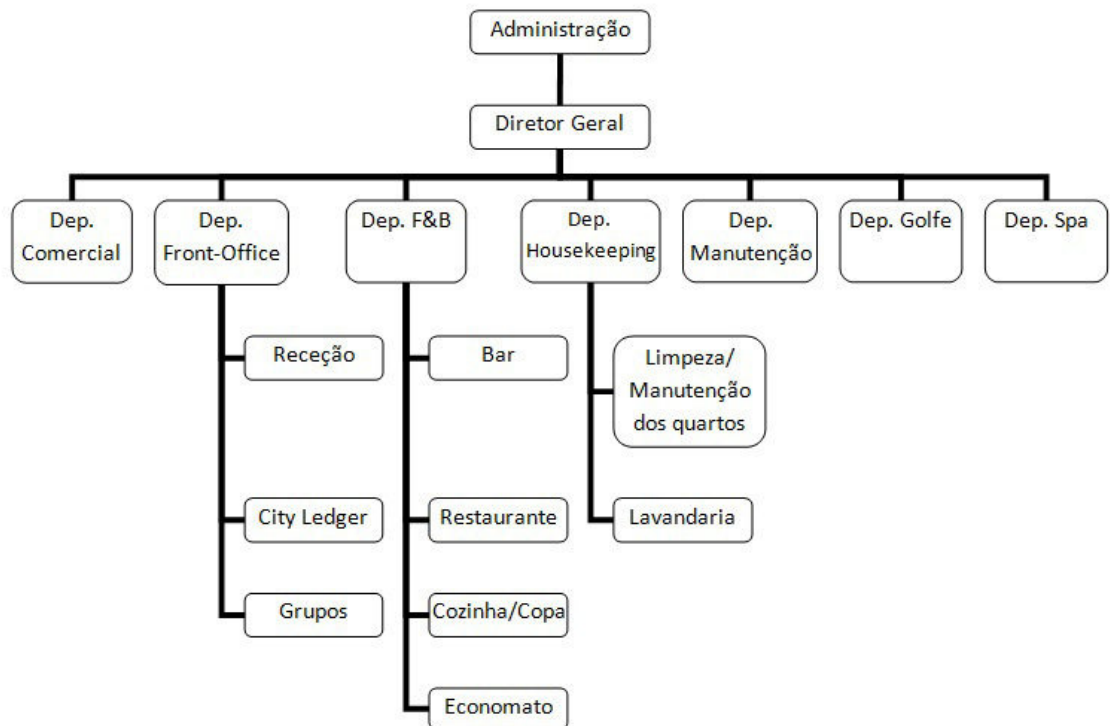 Administração
Diretor Geral
Dep.
Comercial
Dep.
Front-Office
Dep. F&B
Dep.
Housekeeping
Dep.
Manutenção
Dep. Golfe
Dep. Spa
Receção
City Ledger
Grupos
Bar
Restaurante
Cozinha/Copa
Economato
Limpeza/
Manutenção
dos quartos
Lavandaria